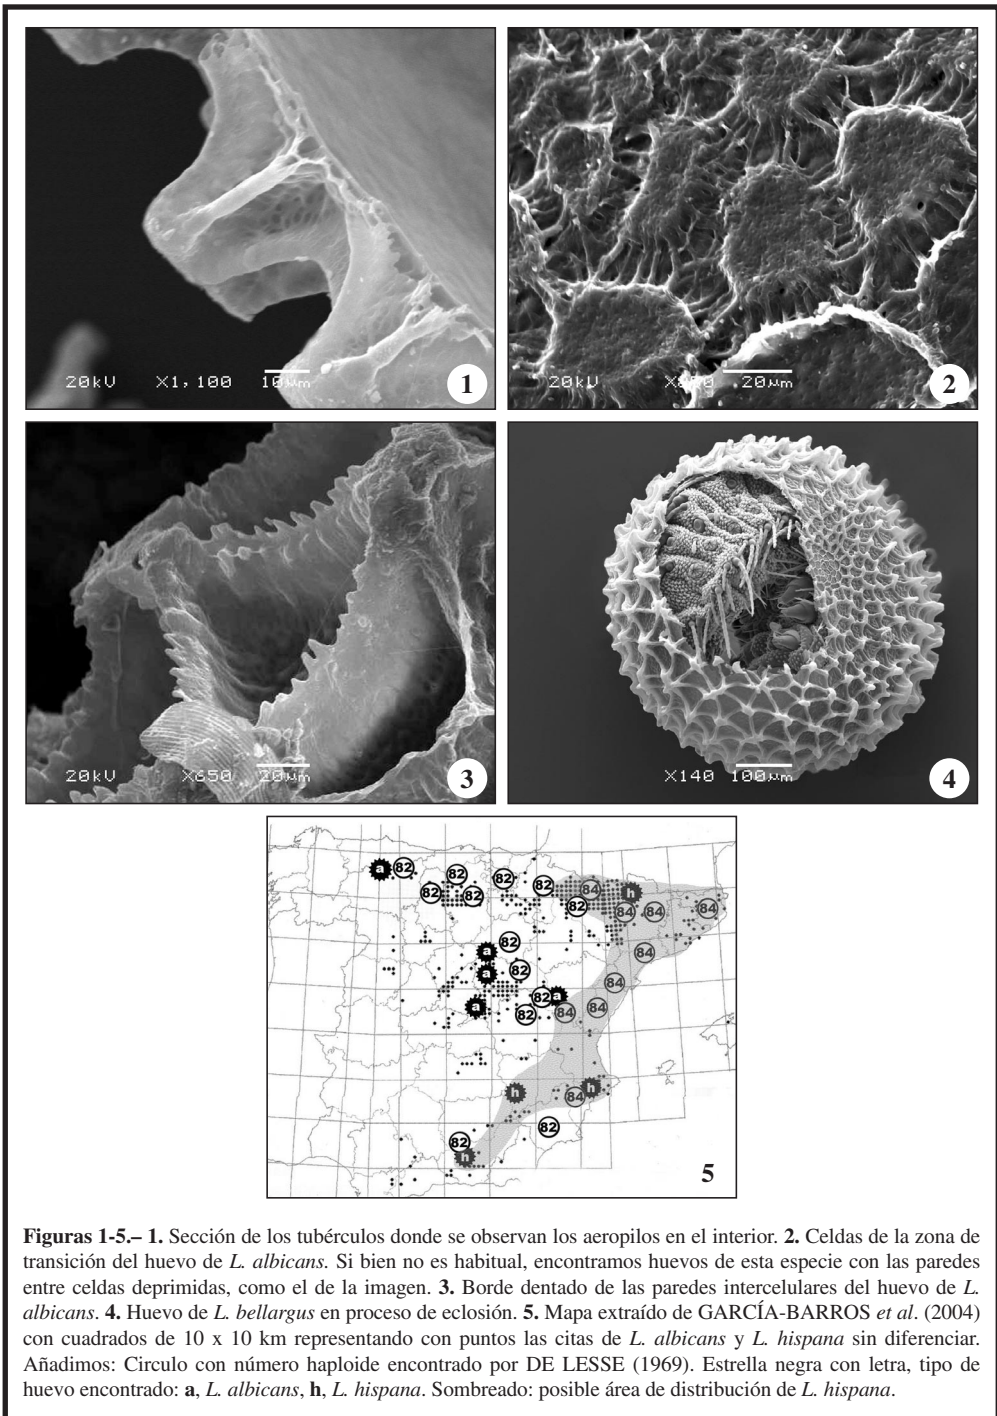 20kV X1,100 10µm 1
20kV 20µm 2
20kV X650 20µm 3
X140 100µm 4
a 82 82 82 82 84 h
82 82 82 84 84 84
a 82 84
a 82 84
a 82 a 82 84 84
h h 84
82 82
h
5
Figuras 1-5.– 1. Sección de los tubérculos donde se observan los aeropilos en el interior. 2. Celdas de la zona de
transición del huevo de L. albicans. Si bien no es habitual, encontramos huevos de esta especie con las paredes
entre celdas deprimidas, como el de la imagen. 3. Borde dentado de las paredes intercelulares del huevo de L.
albicans. 4. Huevo de L. bellargus en proceso de eclosión. 5. Mapa extraído de GARCÍA-BARROS et al. (2004)
con cuadrados de 10 x 10 km representando con puntos las citas de L. albicans y L. hispana sin diferenciar.
Añadimos: Circulo con número haploide encontrado por DE LESSE (1969). Estrella negra con letra, tipo de
huevo encontrado: a, L. albicans, h, L. hispana. Sombreado: posible área de distribución de L. hispana.